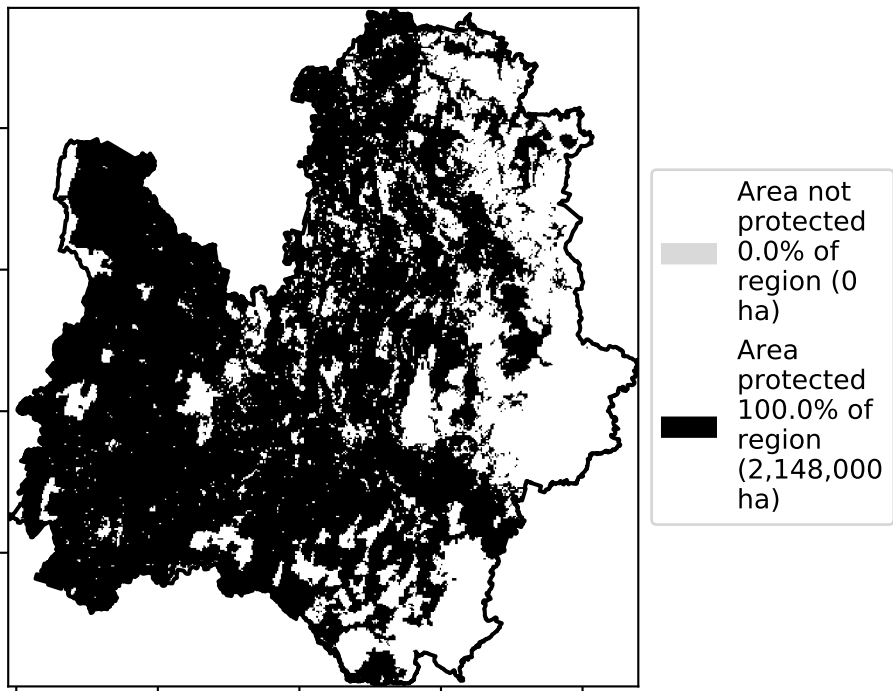 Area not
protected
0.0% of
region (0
ha)
Area
protected
100.0% of
region
(2,148,000
ha)